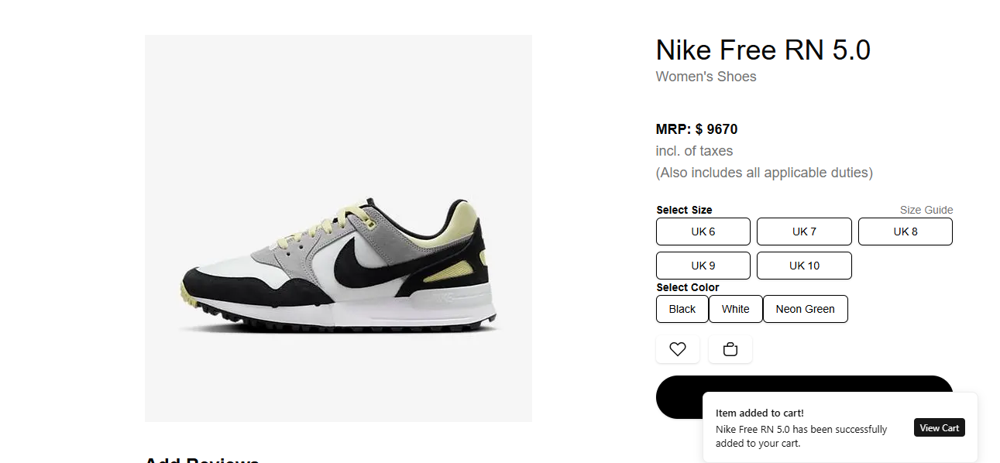 Nike Free RN 5.0
Women's Shoes
MRP: $ 9670
incl. of taxes
(Also includes all applicable duties)
Select Size
Size Guide
UK 6
UK 7
UK 8
UK 9
UK 10
Select Color
Black
White
Neon Green
Item added to cart!
Nike Free RN 5.0 has been successfully
added to your cart.
View Cart
Add Reviews